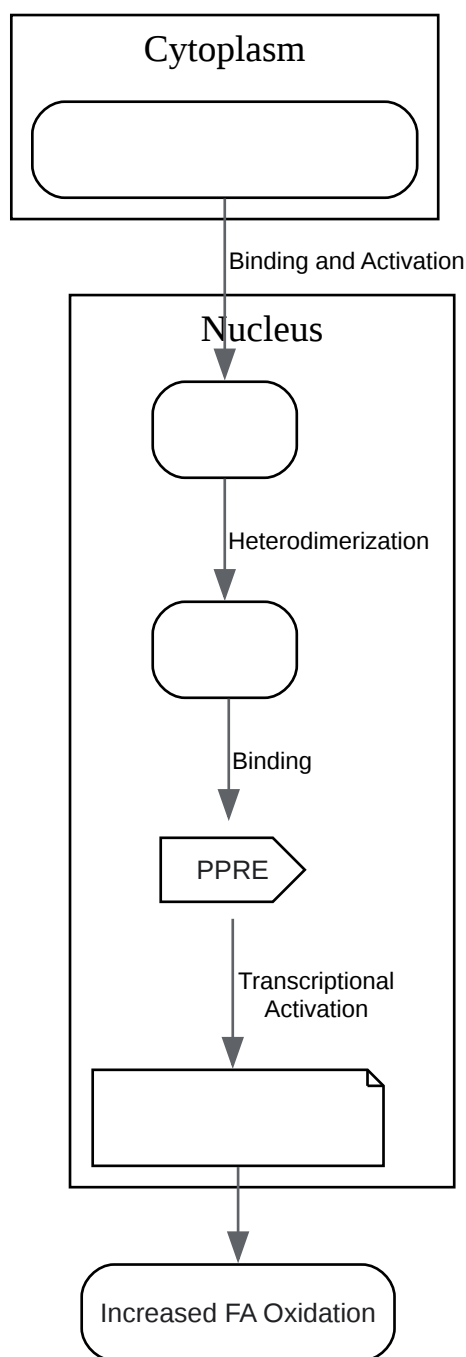 Cytoplasm
Binding and Activation
Nucleus
Heterodimerization
Binding
PPRE
Transcriptional
Activation
Increased FA Oxidation